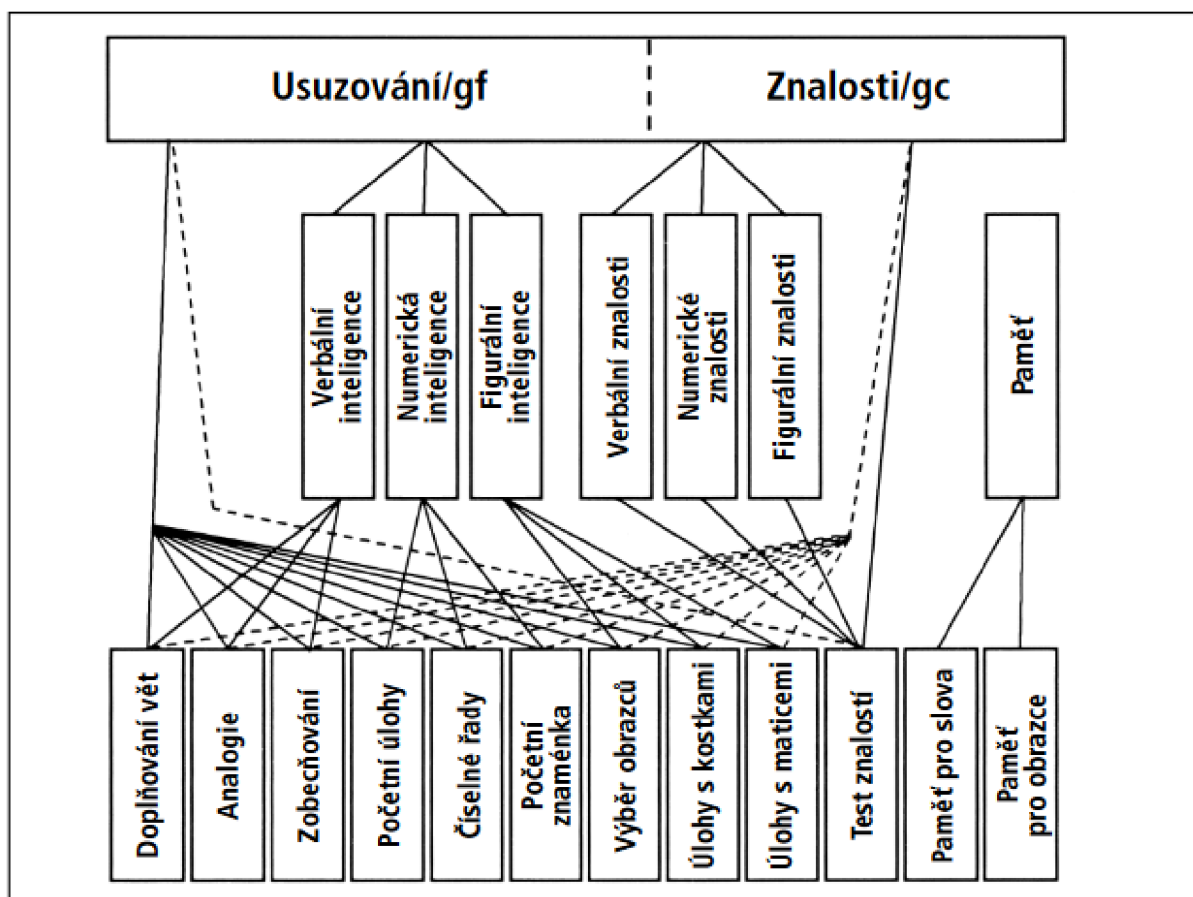 Usuzování/gf
Znalosti/gc
Verbální
inteligence
Numerická
inteligence
Figurální
inteligence
Verbální znalosti
Numerické
znalosti
Figurální znalosti
Paměť
Doplňování vět
Analogie
Zobecňování
Početní úlohy
Číselné řady
Početní
znaménka
Výběr obrazců
Úlohy s kostkami
Úlohy s maticemi
Test znalostí
Paměť pro slova
Paměť
pro obrazce